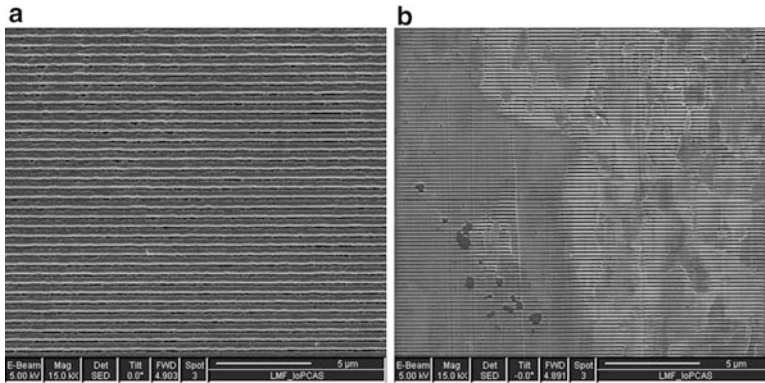 a
b
E-Beam Mag Det Tilt FWD Spot 5 µm
5.00 kV 15.0 kX SED 0.0° 4.903 3 LMF_IoPCAS
E-Beam Mag Det Tilt FWD Spot 5 µm
5.00 kV 15.0 kX SED -0.0° 4.891 3 LMF_IoPCAS